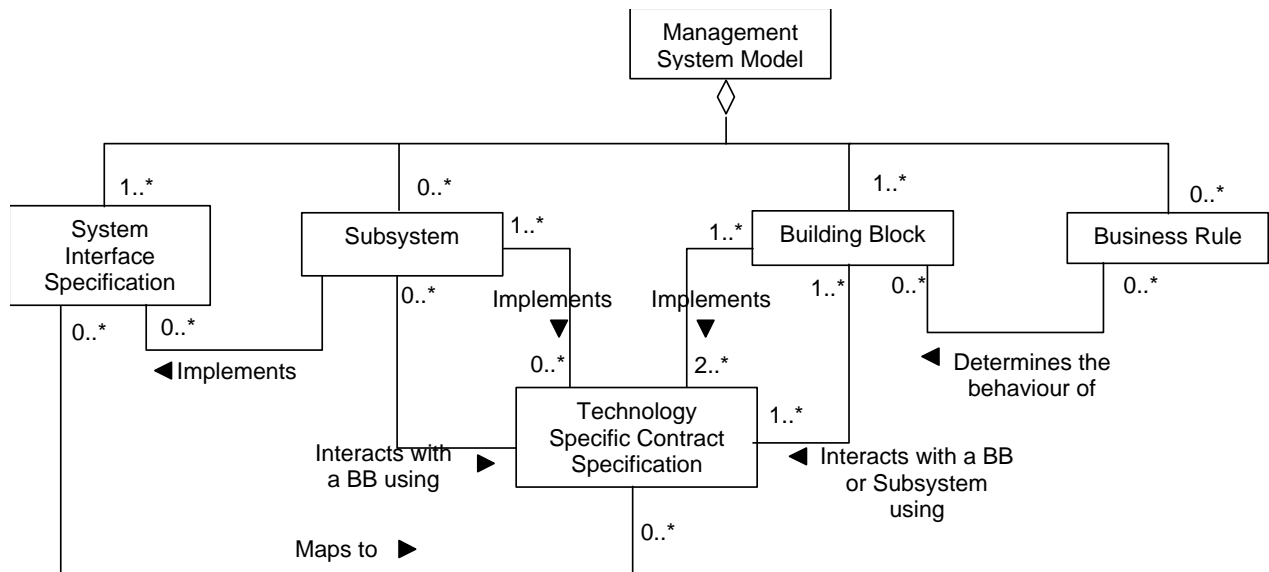 Management
System Model
1..*
0..*
1..*
0..*
System
Interface
Specification
Subsystem
1..*
1..*
Building Block
Business Rule
0..*
0..*
0..*
Implements
Implements
1..*
0..*
0..*
Implements
0..*
2..*
Determines the
behaviour of
Technology
Specific Contract
Specification
1..*
Interacts with
a BB using
Interacts with a BB
or Subsystem
using
0..*
Maps to